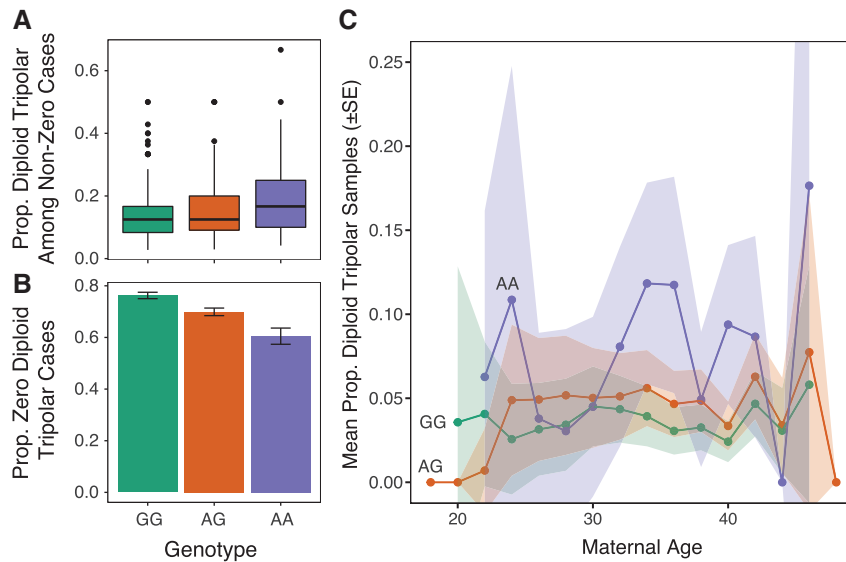 A
Prop. Diploid Tripolar
Among Non-Zero Cases
0.6
0.4
0.2
0.0
B
Prop. Zero Diploid
Tripolar Cases
0.8
0.6
0.4
0.2
0.0
GG
AG
AA
Genotype
C
Mean Prop. Diploid Tripolar Samples (±SE)
0.25
0.20
0.15
0.10
0.05
0.00
AA
GG
AG
20
30
40
Maternal Age